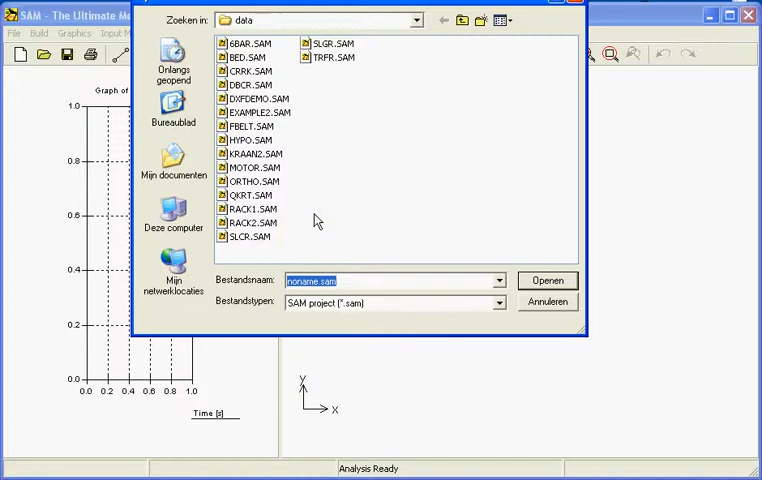 SAM - The Ultimate Me
File Build Graphics Input M
Zoeken in: data
Onlangs
geopend
Bureaublad
Mijn documenten
Deze computer
Mijn
netwerklocaties
6BAR.SAM
BED.SAM
CRRK.SAM
DBCR.SAM
DXFDEMO.SAM
EXAMPLE2.SAM
FBELT.SAM
HYPO.SAM
KRAAN2.SAM
MOTOR.SAM
ORTHO.SAM
QKRT.SAM
RACK1.SAM
RACK2.SAM
SLCR.SAM
SLGR.SAM
TRFR.SAM
Bestandsnaam: noname.sam Openen
Bestandstypen: SAM project (*.sam) Annuleren
Graph of
1.0
0.8
0.6
0.4
0.2
0.0
0.0 0.2 0.4 0.6 0.8 1.0
Time [s]
Y
X
Analysis Ready